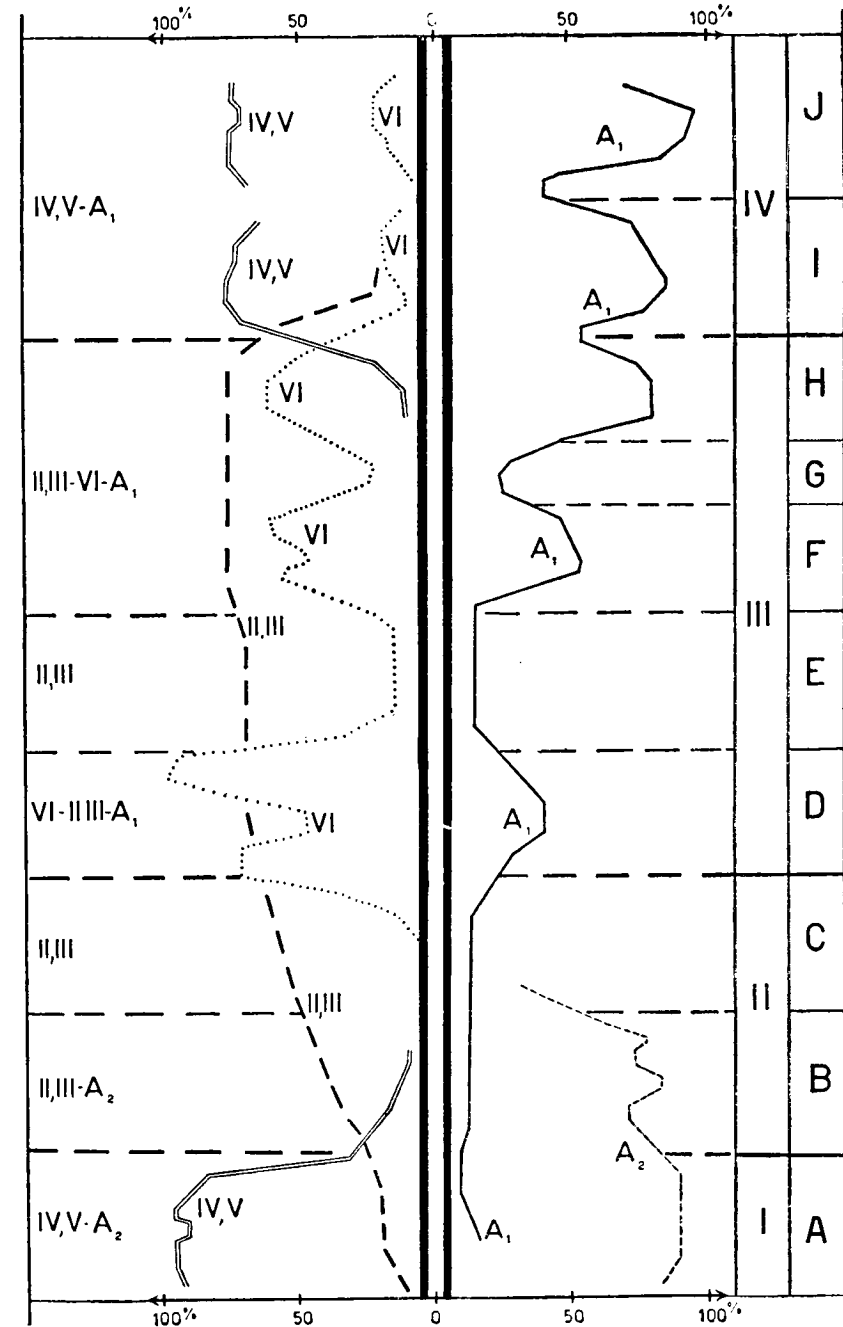 100% 50 0 50 100%
J
IV, V VI A₁
IV
IV, V-A₁
VI
IV, V A₁ I
H
VI
II, III-VI-A₁ G
VI A₁ F
III
II, III
II, III E
VI-II III-A₁ VI A₁ D
II, III C
II, III II
II, III-A₂ B
A₂
IV, V-A₂ IV, V A₁ I A
100% 50 0 50 100%